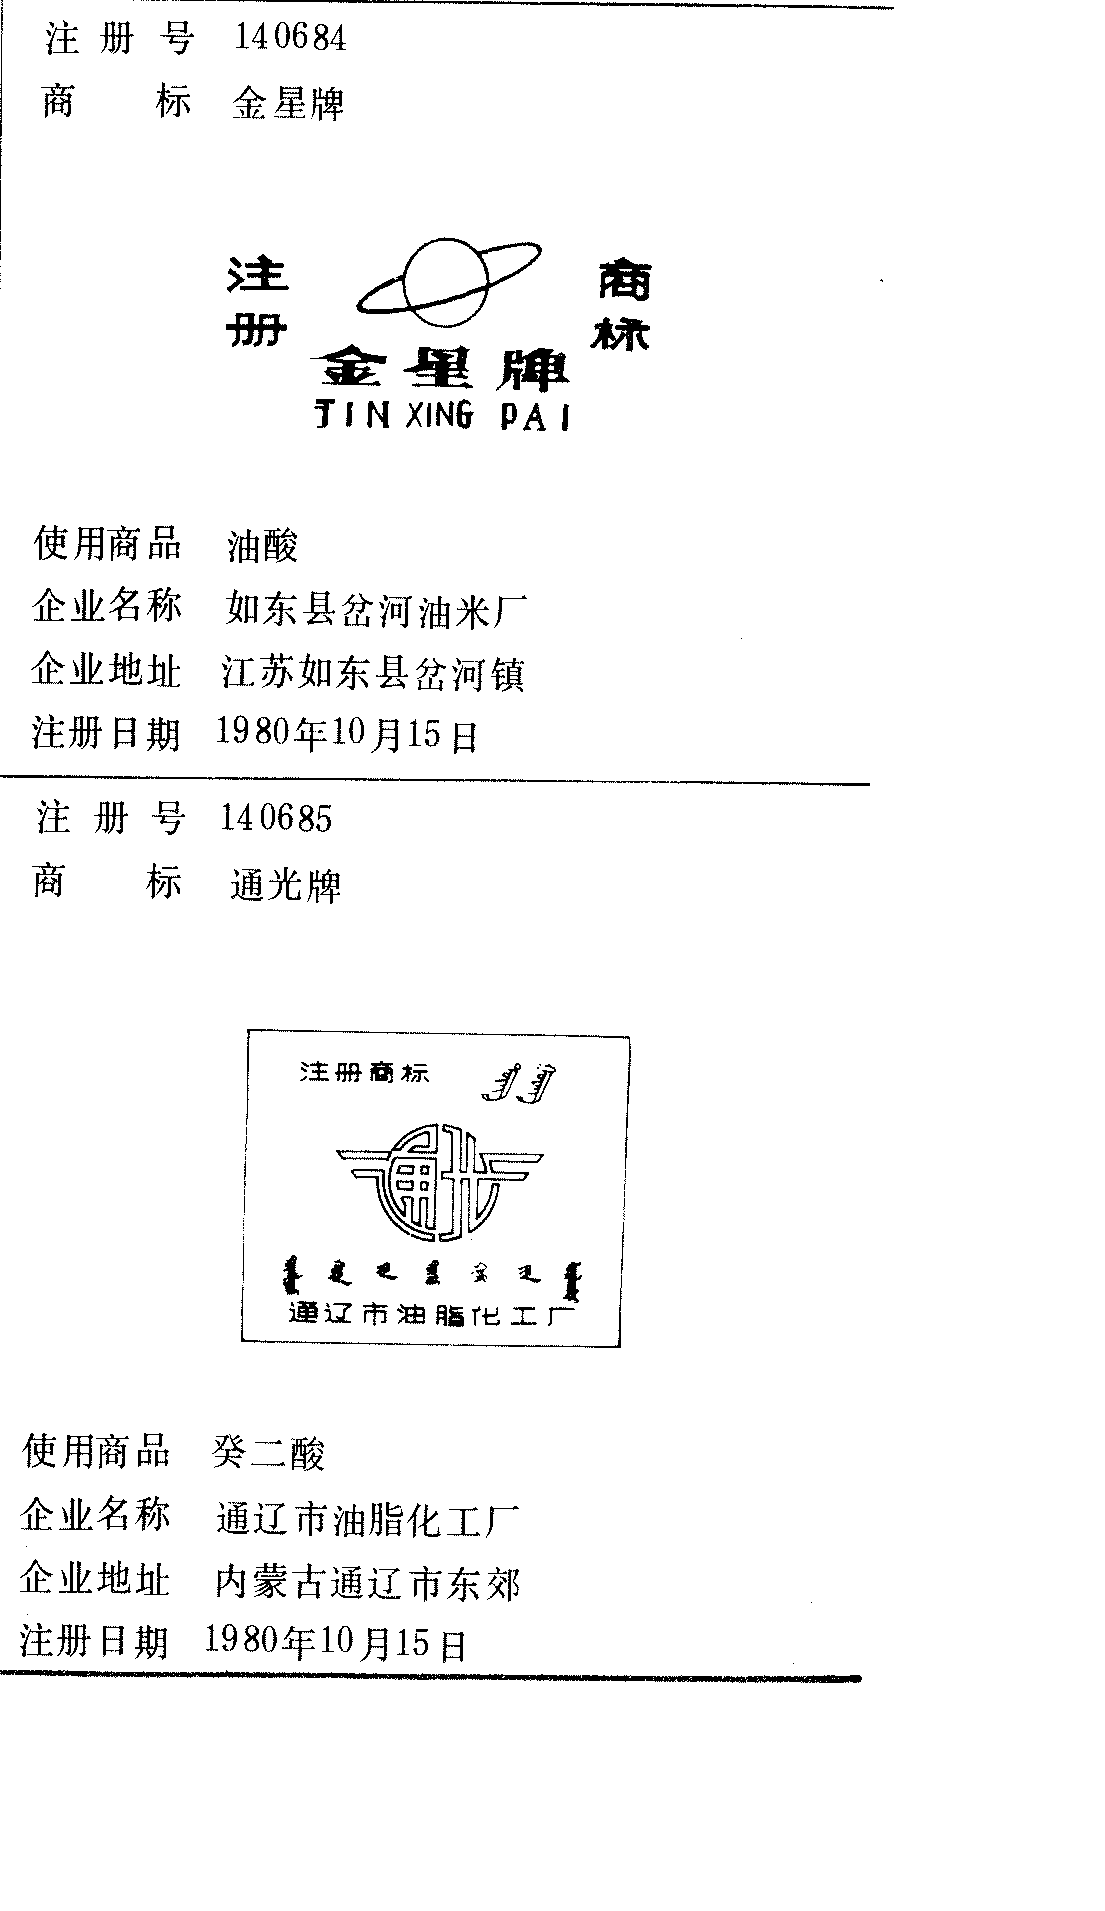 注册号 140684
商标 金星牌
注册 商标
金星牌
JIN XING PAI
使用商品 油酸
企业名称 如东县岔河油米厂
企业地址 江苏如东县岔河镇
注册日期 1980年10月15日
注册号 140685
商标 通光牌
注册商标
通辽市油脂化工厂
使用商品 癸二酸
企业名称 通辽市油脂化工厂
企业地址 内蒙古通辽市东郊
注册日期 1980年10月15日